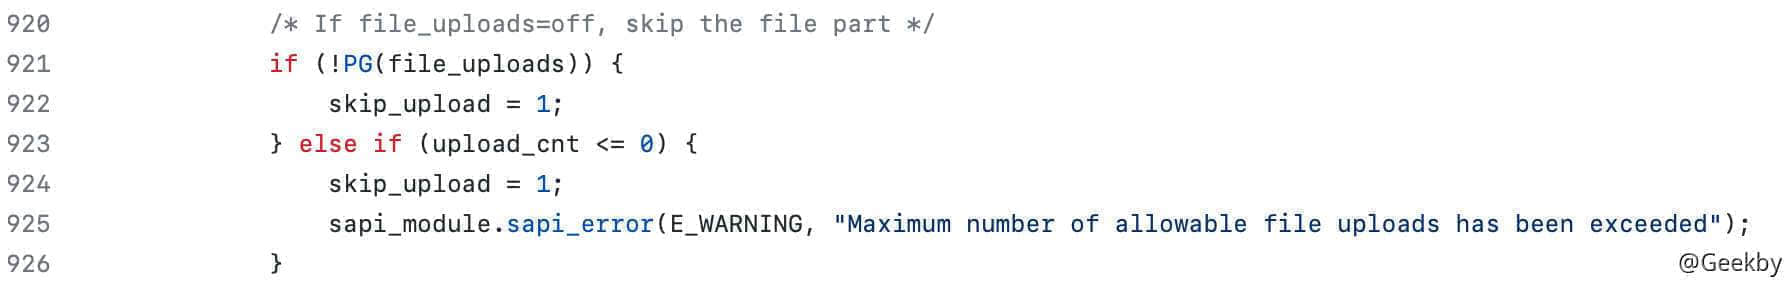 920 /* If file_uploads=off, skip the file part */
921 if (!PG(file_uploads)) {
922 skip_upload = 1;
923 } else if (upload_cnt <= 0) {
924 skip_upload = 1;
925 sapi_module.sapi_error(E_WARNING, "Maximum number of allowable file uploads has been exceeded");
926 }
@Geekby